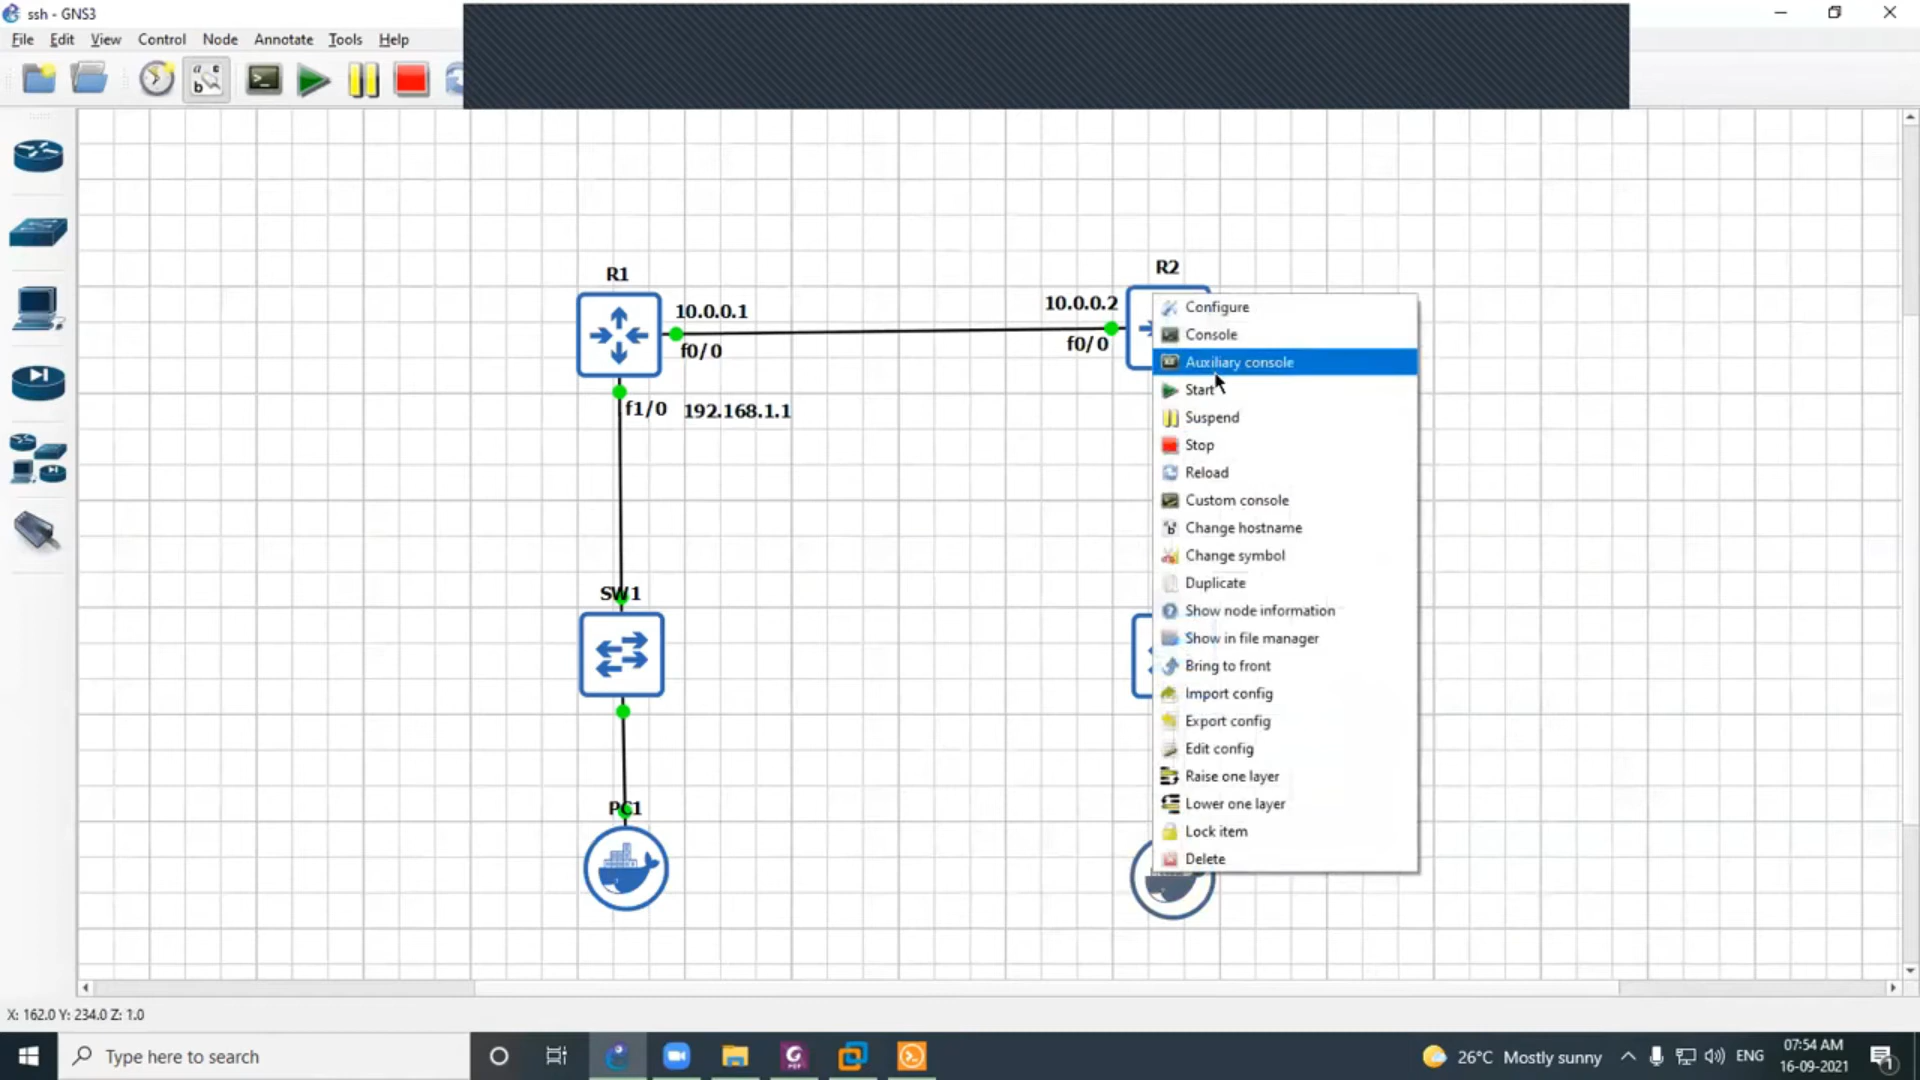 ssh - GNS3
File Edit View Control Node Annotate Tools Help
R1
R2
10.0.0.1
10.0.0.2
f0/0
f0/0
f1/0 192.168.1.1
SW1
PC1
Configure
Console
Auxiliary console
Start
Suspend
Stop
Reload
Custom console
Change hostname
Change symbol
Duplicate
Show node information
Show in file manager
Bring to front
Import config
Export config
Edit config
Raise one layer
Lower one layer
Lock item
Delete
X: 162.0 Y: 234.0 Z: 1.0
Type here to search
26°C Mostly sunny
ENG
07:54 AM
16-09-2021
1